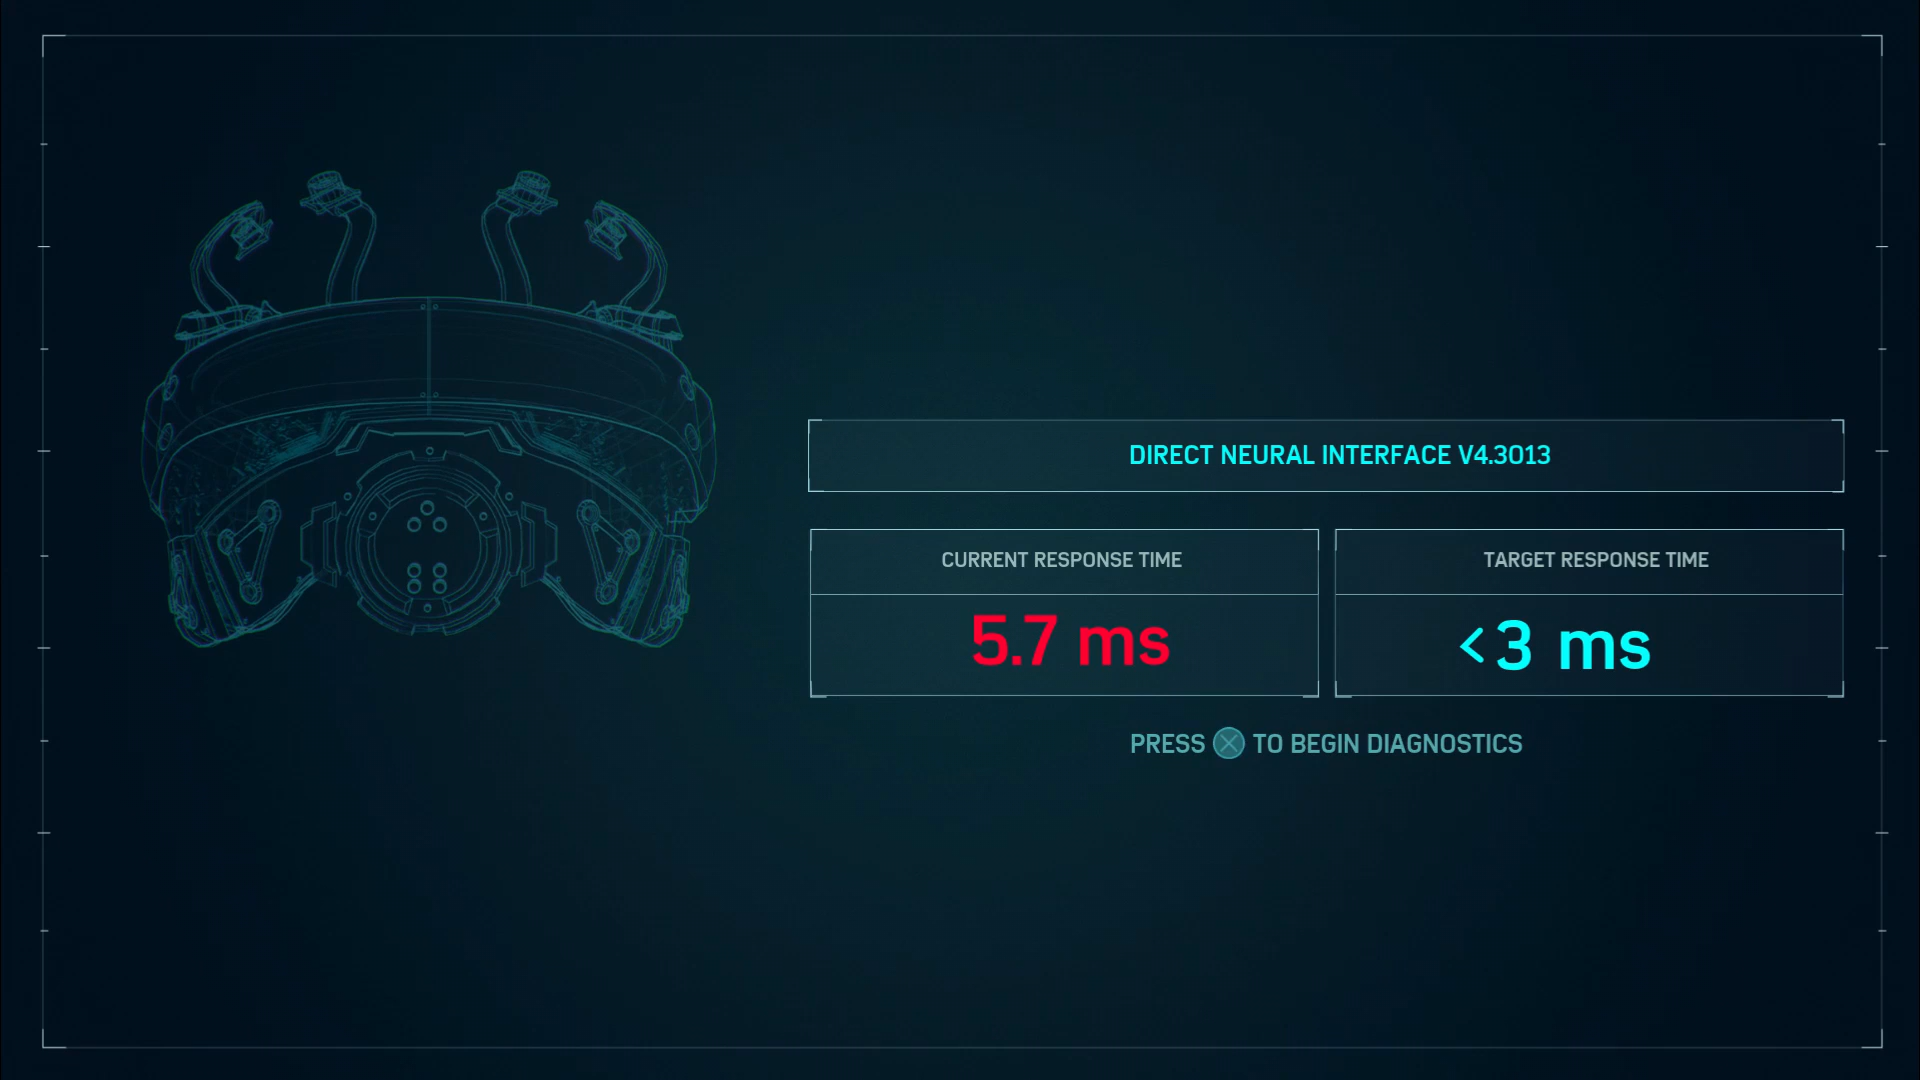 DIRECT NEURAL INTERFACE V4.3013
CURRENT RESPONSE TIME
5.7 ms
TARGET RESPONSE TIME
<3 ms
PRESS TO BEGIN DIAGNOSTICS